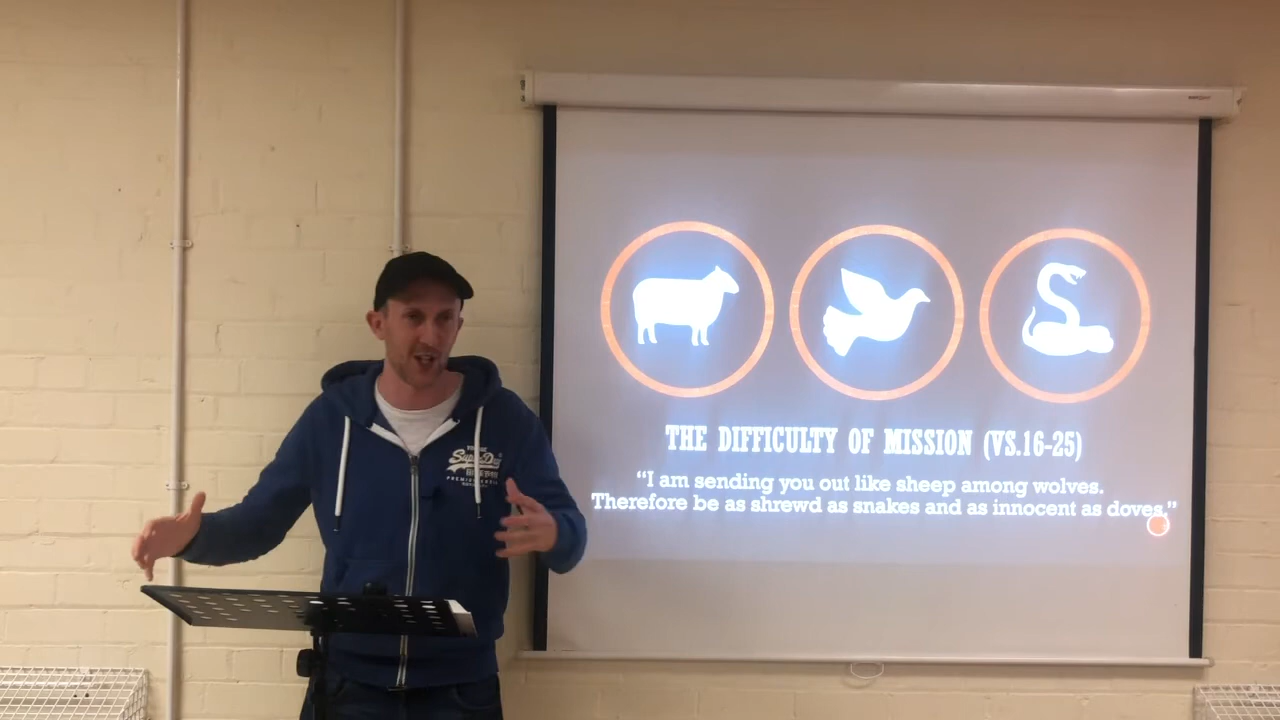 THE DIFFICULTY OF MISSION (VS.16-25)
“I am sending you out like sheep among wolves.
Therefore be as shrewd as snakes and as innocent as doves.”
SuperDry